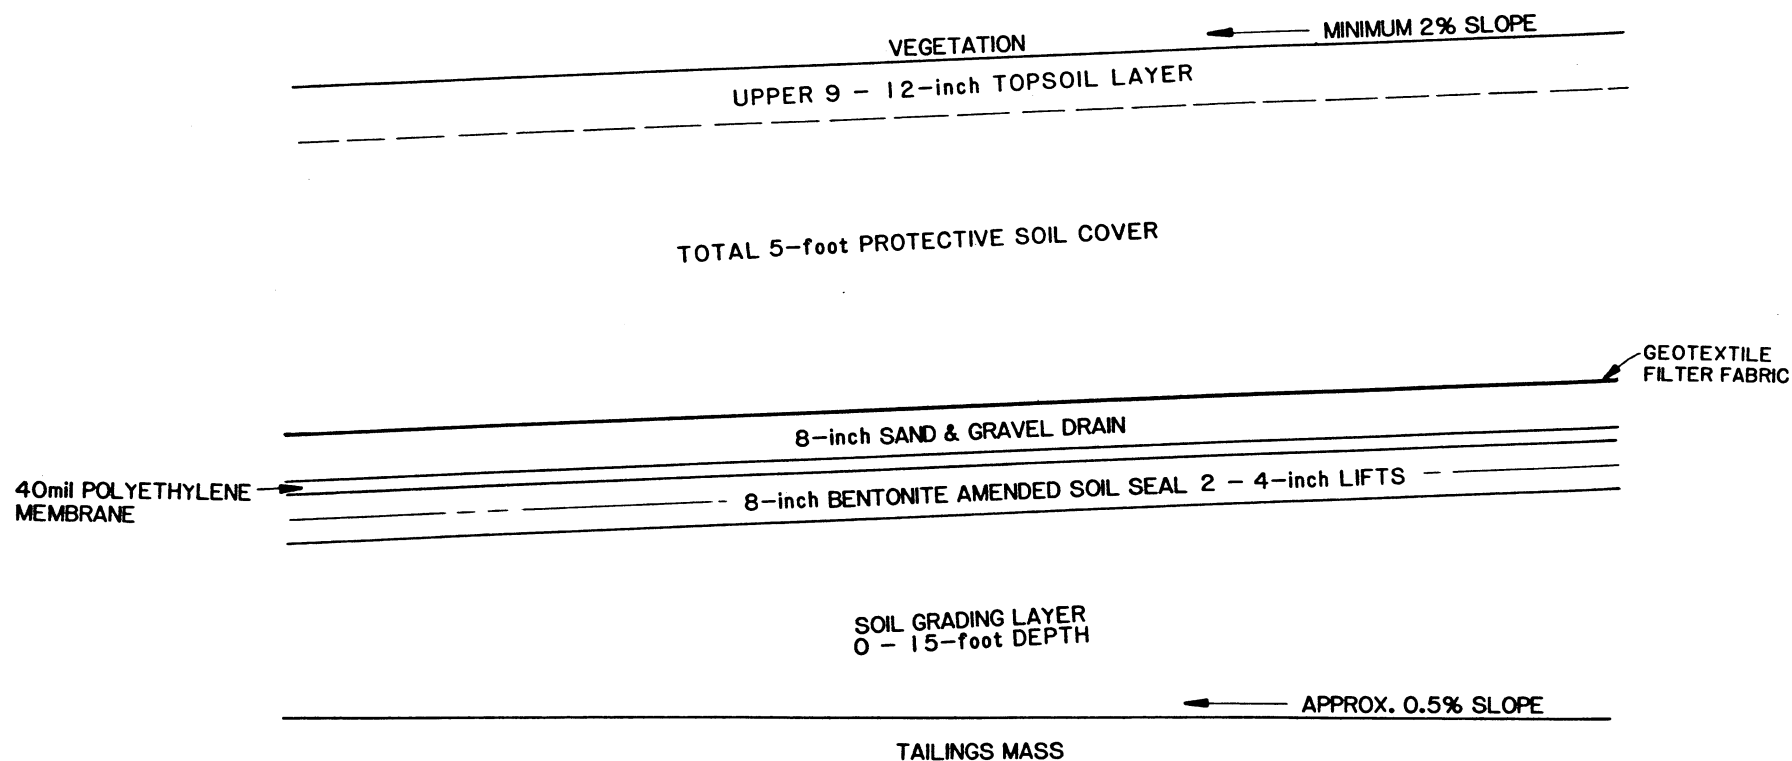 MINIMUM 2% SLOPE
VEGETATION
UPPER 9 - 12-inch TOPSOIL LAYER
TOTAL 5-foot PROTECTIVE SOIL COVER
GEOTEXTILE
FILTER FABRIC
8-inch SAND & GRAVEL DRAIN
40mil POLYETHYLENE
MEMBRANE
8-inch BENTONITE AMENDED SOIL SEAL 2 - 4-inch LIFTS
SOIL GRADING LAYER
0 - 15-foot DEPTH
APPROX. 0.5% SLOPE
TAILINGS MASS